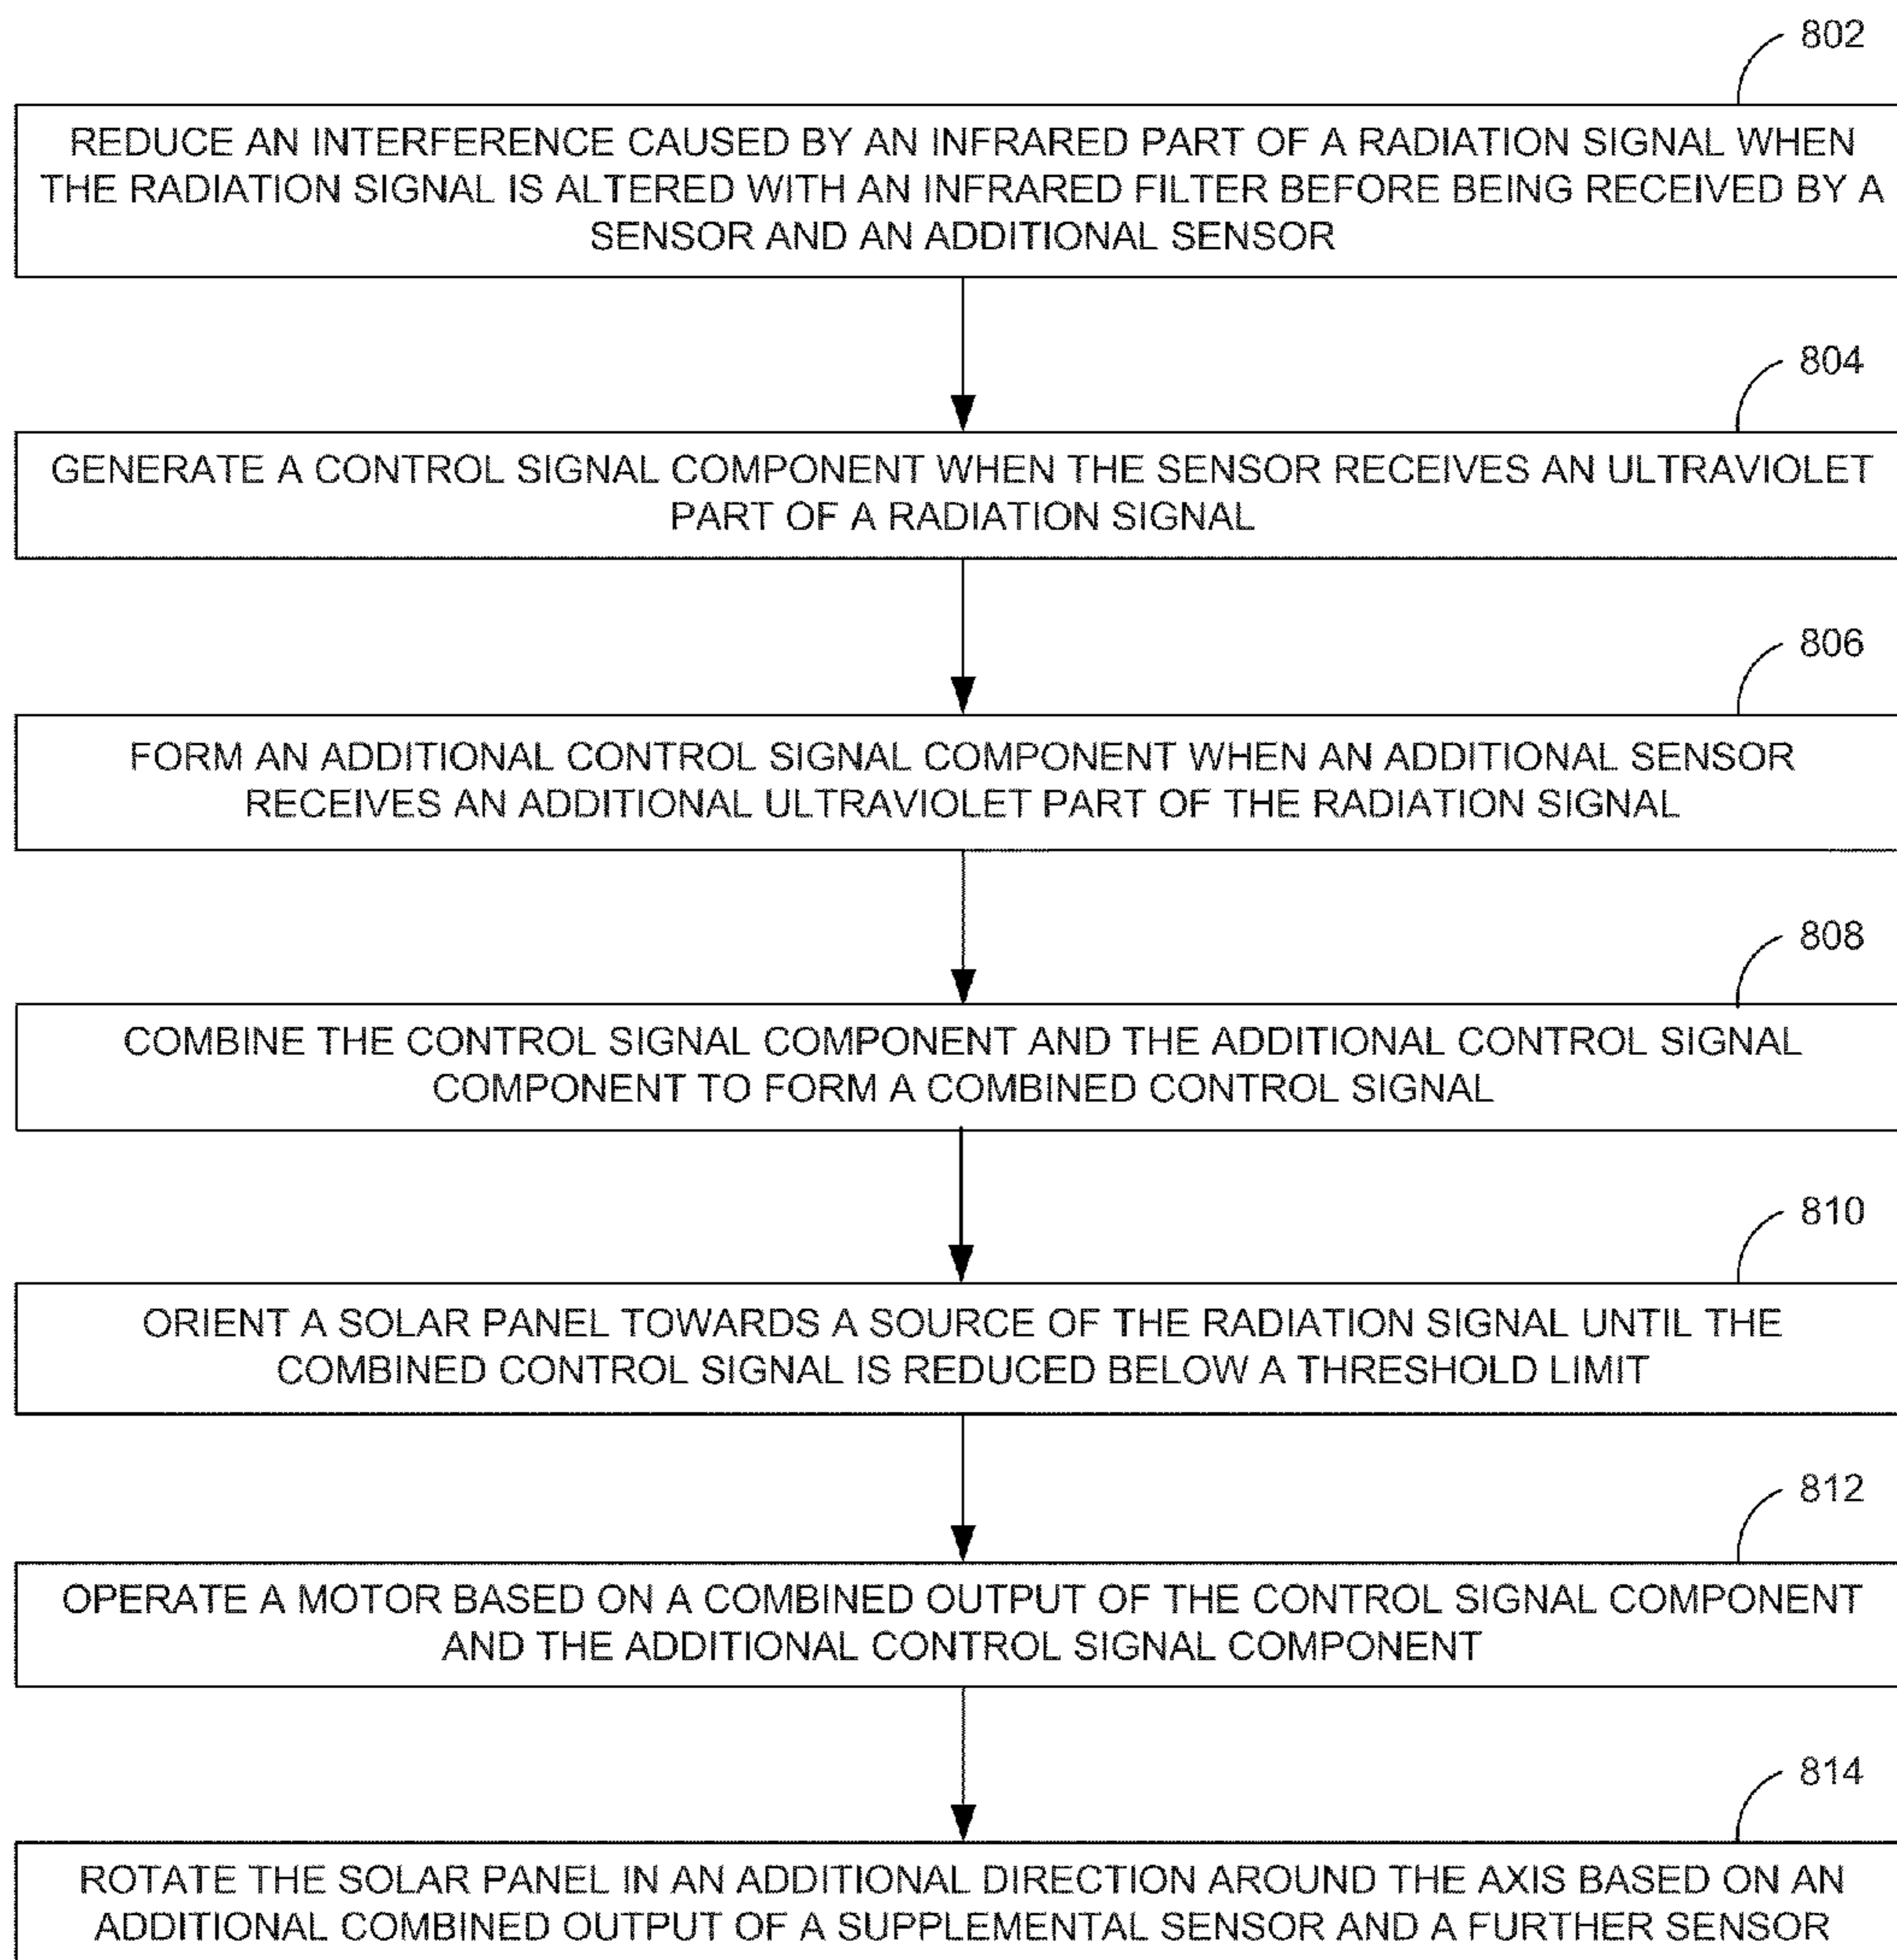 802
REDUCE AN INTERFERENCE CAUSED BY AN INFRARED PART OF A RADIATION SIGNAL WHEN
THE RADIATION SIGNAL IS ALTERED WITH AN INFRARED FILTER BEFORE BEING RECEIVED BY A
SENSOR AND AN ADDITIONAL SENSOR
804
GENERATE A CONTROL SIGNAL COMPONENT WHEN THE SENSOR RECEIVES AN ULTRAVIOLET
PART OF A RADIATION SIGNAL
806
FORM AN ADDITIONAL CONTROL SIGNAL COMPONENT WHEN AN ADDITIONAL SENSOR
RECEIVES AN ADDITIONAL ULTRAVIOLET PART OF THE RADIATION SIGNAL
808
COMBINE THE CONTROL SIGNAL COMPONENT AND THE ADDITIONAL CONTROL SIGNAL
COMPONENT TO FORM A COMBINED CONTROL SIGNAL
810
ORIENT A SOLAR PANEL TOWARDS A SOURCE OF THE RADIATION SIGNAL UNTIL THE
COMBINED CONTROL SIGNAL IS REDUCED BELOW A THRESHOLD LIMIT
812
OPERATE A MOTOR BASED ON A COMBINED OUTPUT OF THE CONTROL SIGNAL COMPONENT
AND THE ADDITIONAL CONTROL SIGNAL COMPONENT
814
ROTATE THE SOLAR PANEL IN AN ADDITIONAL DIRECTION AROUND THE AXIS BASED ON AN
ADDITIONAL COMBINED OUTPUT OF A SUPPLEMENTAL SENSOR AND A FURTHER SENSOR